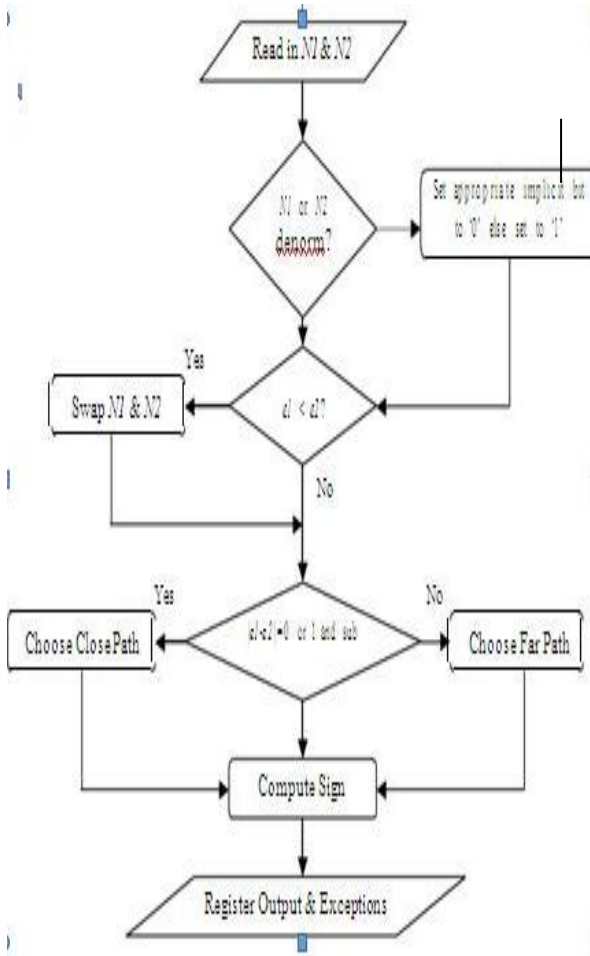 Read in N1 & N2
N1 or N2
denorm?
Set appropriate implicit bit
to '0' else set to '1'
Yes
Swap N1 & N2
e1 < e2?
No
Yes
No
Choose Close Path
|e1-e2|=0 or 1 and sub
Choose Far Path
Compute Sign
Register Output & Exceptions